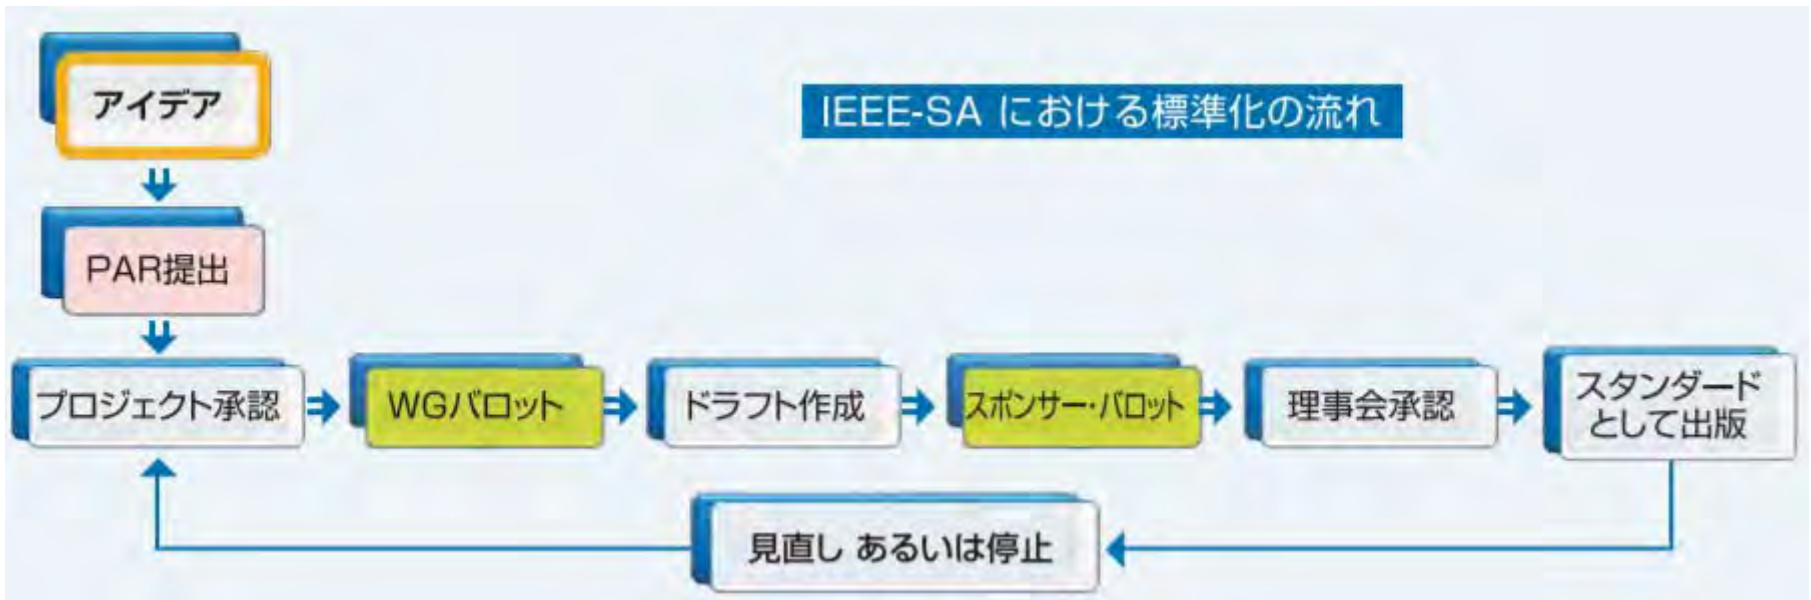 アイデア
IEEE-SA における標準化の流れ
PAR提出
プロジェクト承認
WGバロット
ドラフト作成
スポンサー・バロット
理事会承認
スタンダード
として出版
見直し あるいは停止